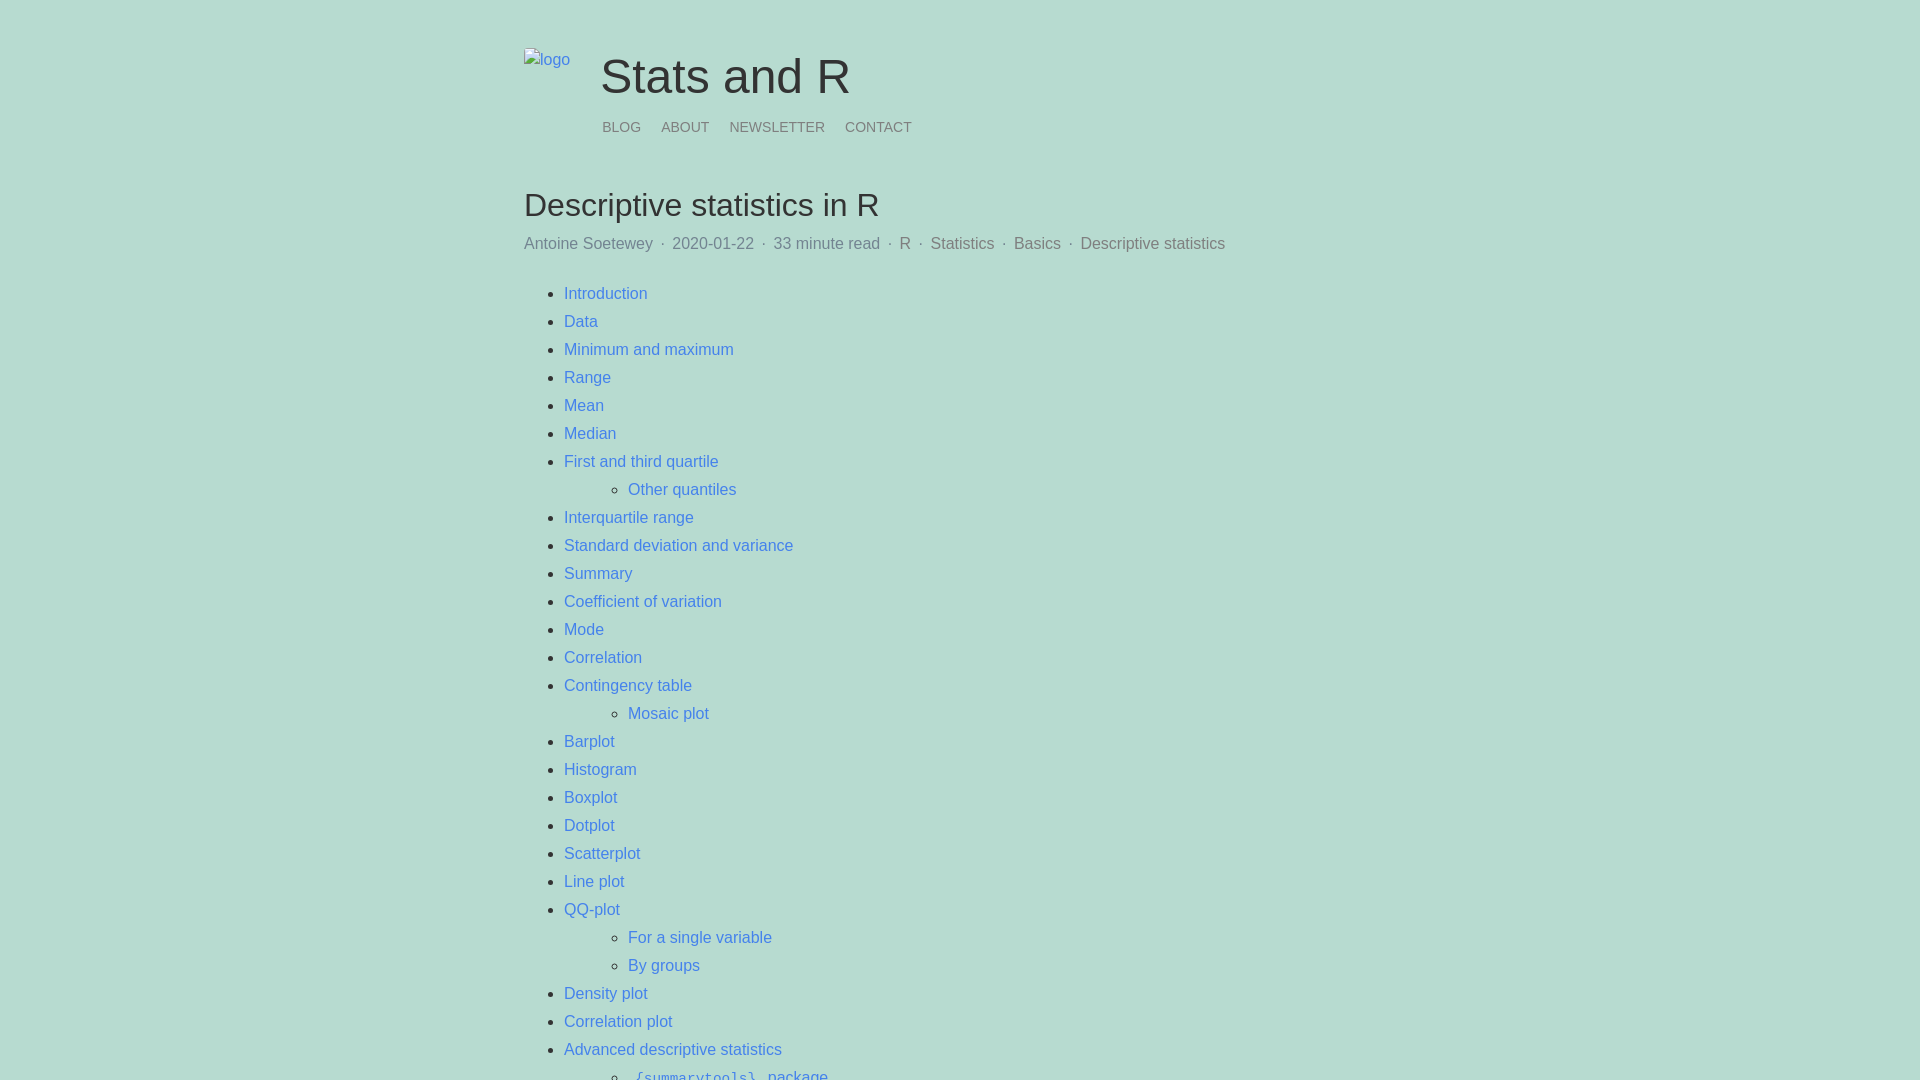 logo
Stats and R
BLOG ABOUT NEWSLETTER CONTACT
Descriptive statistics in R
Antoine Soetewey · 2020-01-22 · 33 minute read · R · Statistics · Basics · Descriptive statistics
Introduction
Data
Minimum and maximum
Range
Mean
Median
First and third quartile
Other quantiles
Interquartile range
Standard deviation and variance
Summary
Coefficient of variation
Mode
Correlation
Contingency table
Mosaic plot
Barplot
Histogram
Boxplot
Dotplot
Scatterplot
Line plot
QQ-plot
For a single variable
By groups
Density plot
Correlation plot
Advanced descriptive statistics
{summarytools} package